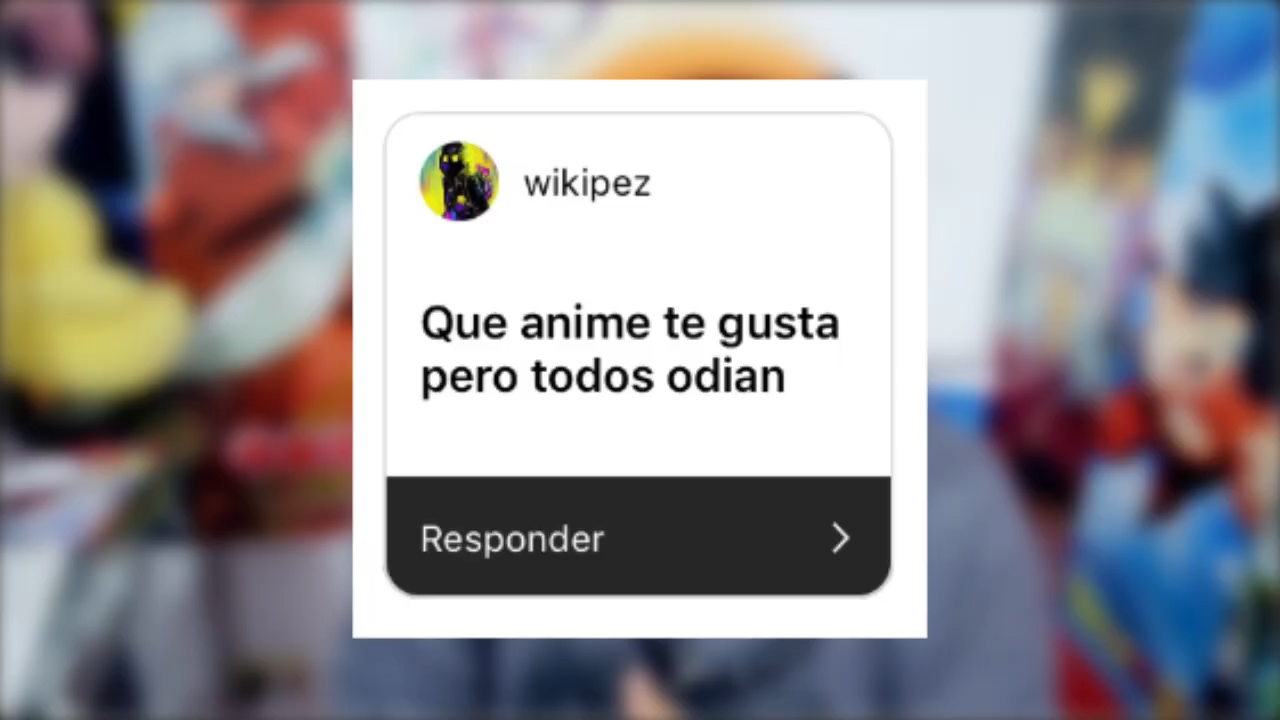 wikipez
Que anime te gusta
pero todos odian
Responder